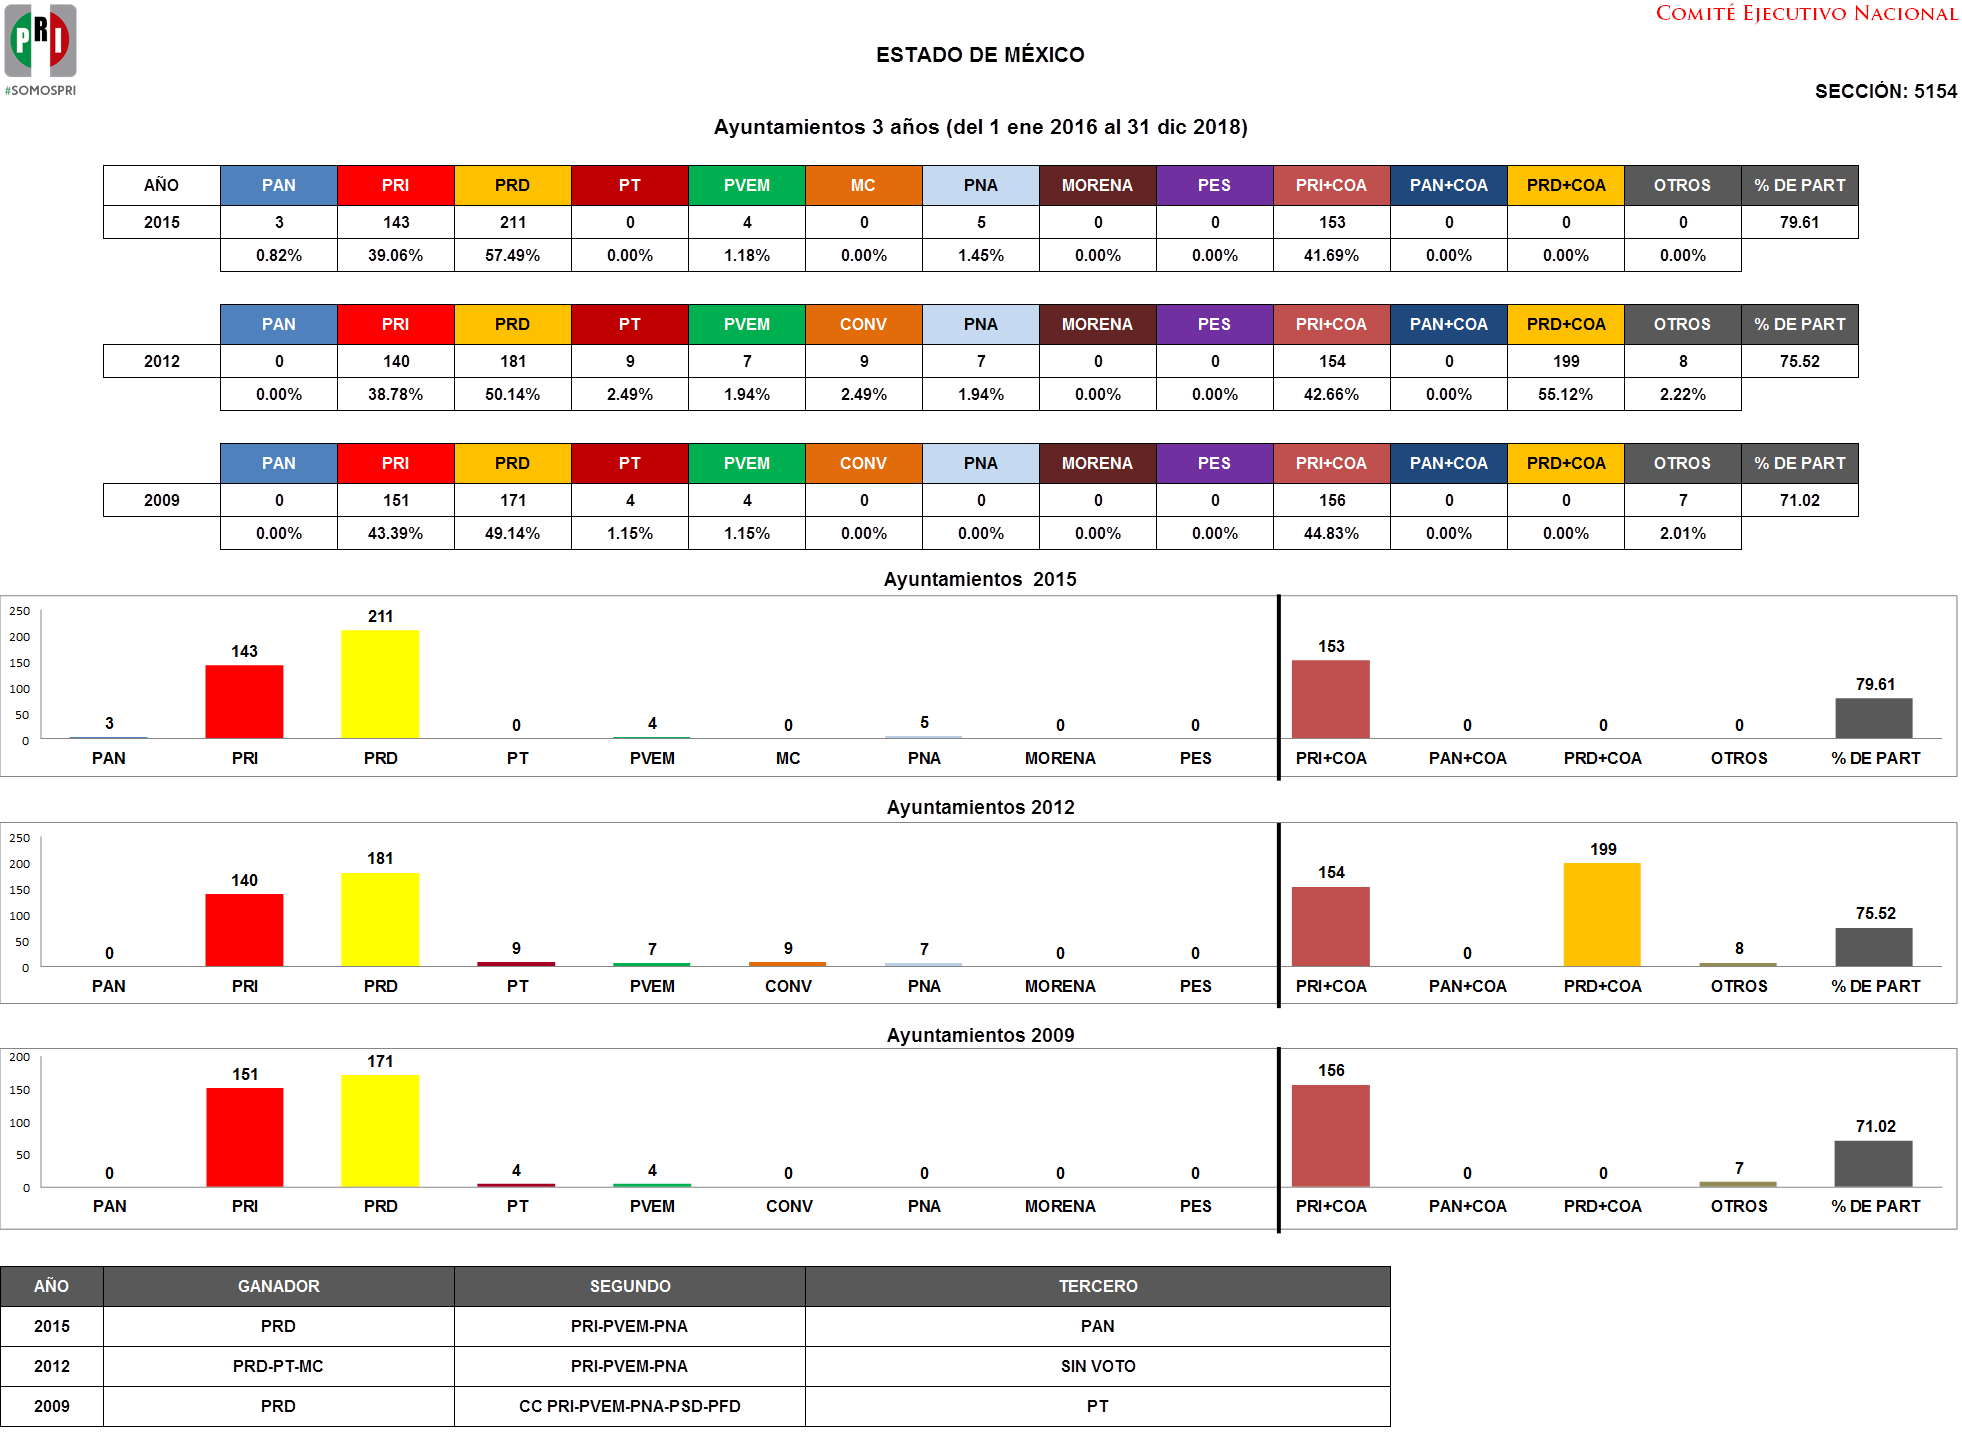 PRI
#SOMOSPRI
COMITÉ EJECUTIVO NACIONAL
ESTADO DE MÉXICO
SECCIÓN: 5154
Ayuntamientos 3 años (del 1 ene 2016 al 31 dic 2018)
AÑO PAN PRI PRD PT PVEM MC PNA MORENA PES PRI+COA PAN+COA PRD+COA OTROS % DE PART
2015 3 143 211 0 4 0 5 0 0 153 0 0 0 79.61
0.82% 39.06% 57.49% 0.00% 1.18% 0.00% 1.45% 0.00% 0.00% 41.69% 0.00% 0.00% 0.00%
PAN PRI PRD PT PVEM CONV PNA MORENA PES PRI+COA PAN+COA PRD+COA OTROS % DE PART
2012 0 140 181 9 7 9 7 0 0 154 0 199 8 75.52
0.00% 38.78% 50.14% 2.49% 1.94% 2.49% 1.94% 0.00% 0.00% 42.66% 0.00% 55.12% 2.22%
PAN PRI PRD PT PVEM CONV PNA MORENA PES PRI+COA PAN+COA PRD+COA OTROS % DE PART
2009 0 151 171 4 4 0 0 0 0 156 0 0 7 71.02
0.00% 43.39% 49.14% 1.15% 1.15% 0.00% 0.00% 0.00% 0.00% 44.83% 0.00% 0.00% 2.01%
Ayuntamientos 2015
250
200
150
100
50
0
3 143 211 0 4 0 5 0 0 153 0 0 0 79.61
PAN PRI PRD PT PVEM MC PNA MORENA PES PRI+COA PAN+COA PRD+COA OTROS % DE PART
Ayuntamientos 2012
250
200
150
100
50
0
0 140 181 9 7 9 7 0 0 154 0 199 8 75.52
PAN PRI PRD PT PVEM CONV PNA MORENA PES PRI+COA PAN+COA PRD+COA OTROS % DE PART
Ayuntamientos 2009
200
150
100
50
0
0 151 171 4 4 0 0 0 0 156 0 0 7 71.02
PAN PRI PRD PT PVEM CONV PNA MORENA PES PRI+COA PAN+COA PRD+COA OTROS % DE PART
AÑO GANADOR SEGUNDO TERCERO
2015 PRD PRI-PVEM-PNA PAN
2012 PRD-PT-MC PRI-PVEM-PNA SIN VOTO
2009 PRD CC PRI-PVEM-PNA-PSD-PFD PT